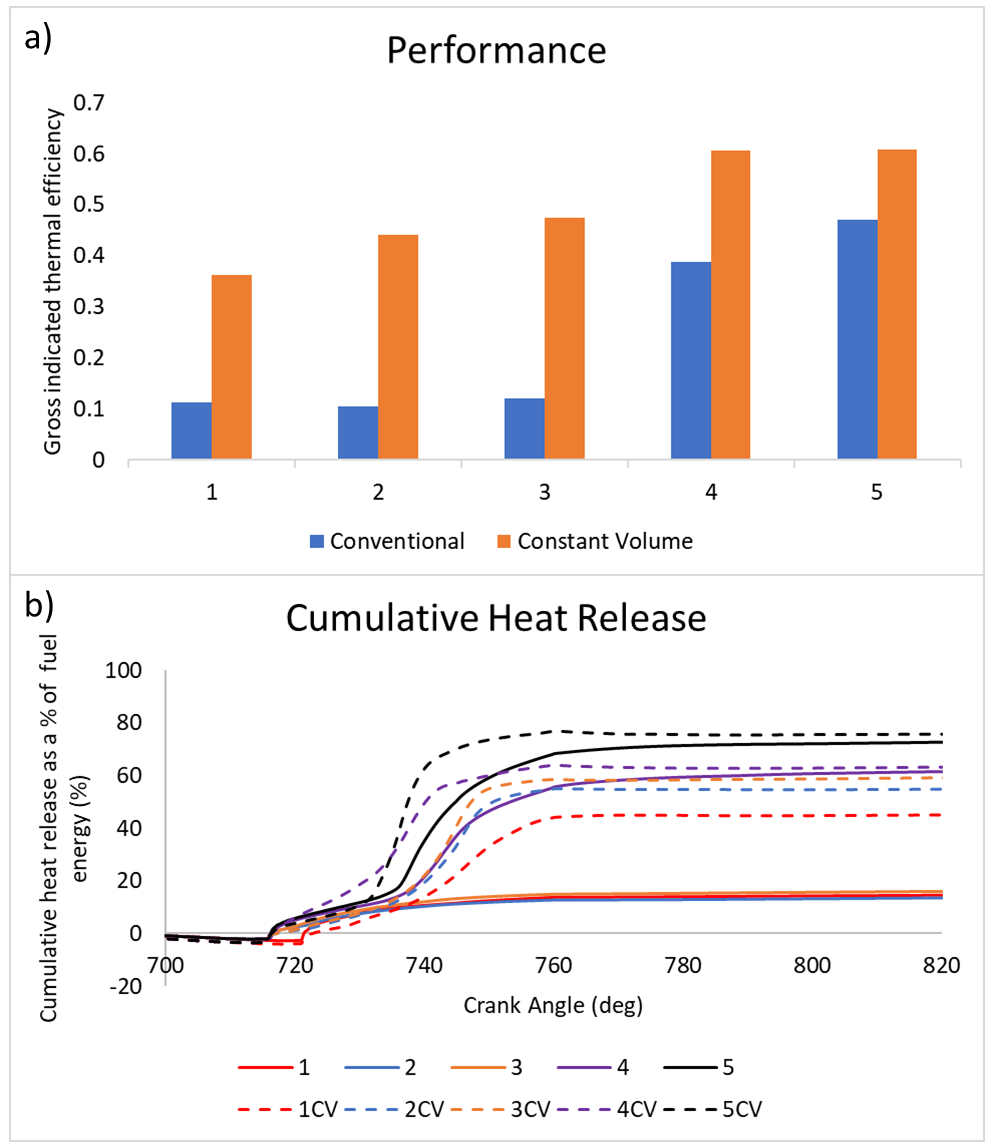 a)
Performance
Gross indicated thermal efficiency
0.7
0.6
0.5
0.4
0.3
0.2
0.1
0
1 2 3 4 5
Conventional Constant Volume
b)
Cumulative Heat Release
Cumulative heat release as a % of fuel
energy (%)
100
80
60
40
20
0
-20
700 720 740 760 780 800 820
Crank Angle (deg)
1 2 3 4 5
1CV 2CV 3CV 4CV 5CV